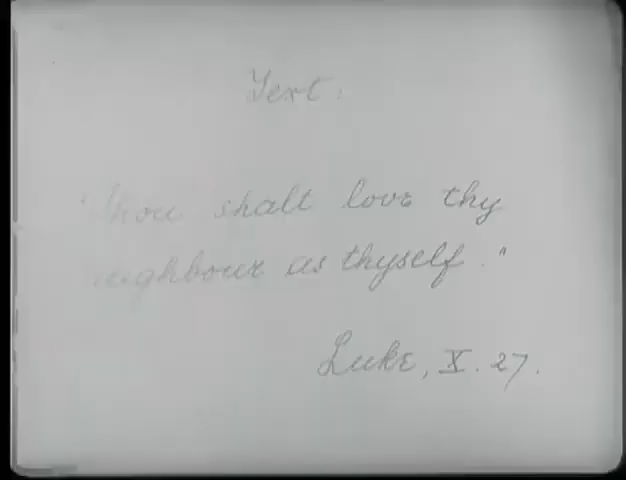 Text:
"Thou shalt love thy
neighbour as thyself."
Luke, X. 27.